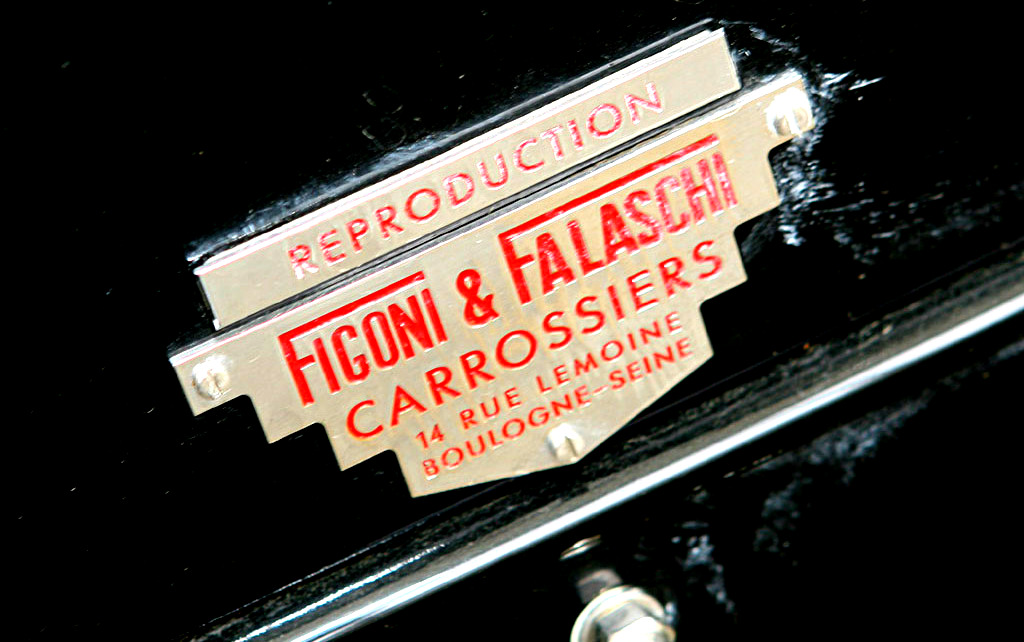 REPRODUCTION
FIGONI & FALASCHI
CARROSSIERS
14 RUE LEMOINE
BOULOGNE-SEINE